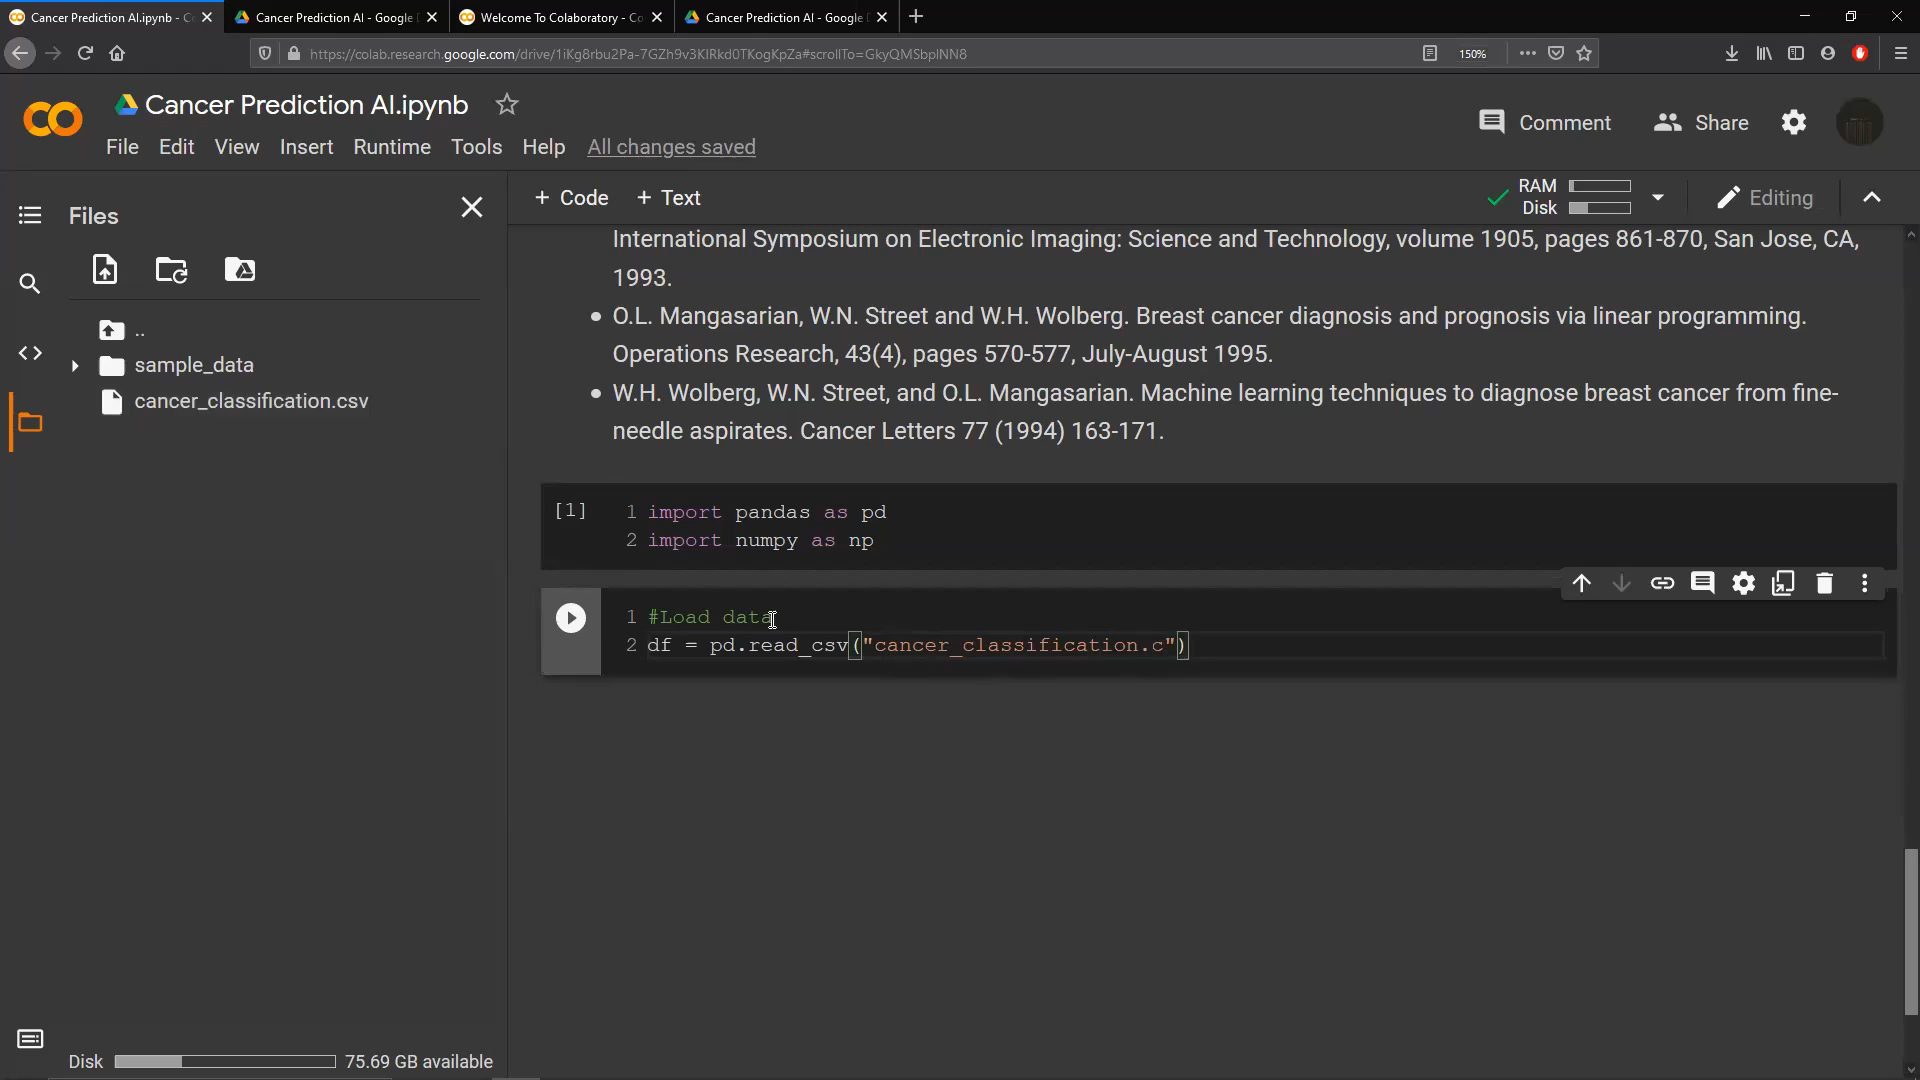 Cancer Prediction AI.ipynb - C
Cancer Prediction AI - Google
Welcome To Colaboratory - Co
Cancer Prediction AI - Google
https://colab.research.google.com/drive/1iKg8rbu2Pa-7GZh9v3KIRkd0TKogKpZa#scrollTo=GkyQMSbplNN8
150%
Cancer Prediction AI.ipynb
Comment
Share
File Edit View Insert Runtime Tools Help All changes saved
Files
+ Code + Text
RAM
Disk
Editing
..
sample_data
cancer_classification.csv
International Symposium on Electronic Imaging: Science and Technology, volume 1905, pages 861-870, San Jose, CA,
1993.
• O.L. Mangasarian, W.N. Street and W.H. Wolberg. Breast cancer diagnosis and prognosis via linear programming.
Operations Research, 43(4), pages 570-577, July-August 1995.
• W.H. Wolberg, W.N. Street, and O.L. Mangasarian. Machine learning techniques to diagnose breast cancer from fine-
needle aspirates. Cancer Letters 77 (1994) 163-171.
[1] 1 import pandas as pd
2 import numpy as np
1 #Load data
2 df = pd.read_csv("cancer_classification.c")
Disk 75.69 GB available